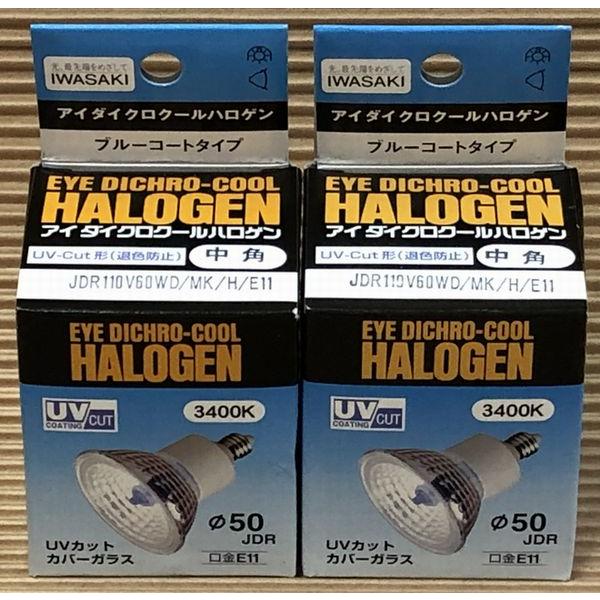 光、最先端をめざして
IWASAKI
アイダイクロクールハロゲン
ブルーコートタイプ
EYE DICHRO-COOL
HALOGEN
アイ ダイクロクールハロゲン
UV-Cut形(退色防止)
中角
JDR110V60WD/MK/H/E11
EYE DICHRO-COOL
HALOGEN
UV CUT
COATING
3400K
φ50
JDR
UVカット
カバーガラス
口金E11
光、最先端をめざして
IWASAKI
アイダイクロクールハロゲン
ブルーコートタイプ
EYE DICHRO-COOL
HALOGEN
アイ ダイクロクールハロゲン
UV-Cut形(退色防止)
中角
JDR110V60WD/MK/H/E11
EYE DICHRO-COOL
HALOGEN
UV CUT
COATING
3400K
φ50
JDR
UVカット
カバーガラス
口金E11